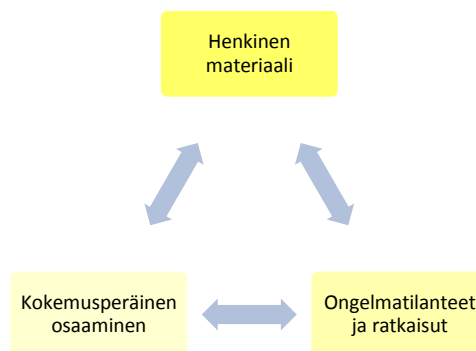 Henkinen
materiaali
Kokemusperäinen
osaaminen
Ongelmatilanteet
ja ratkaisut